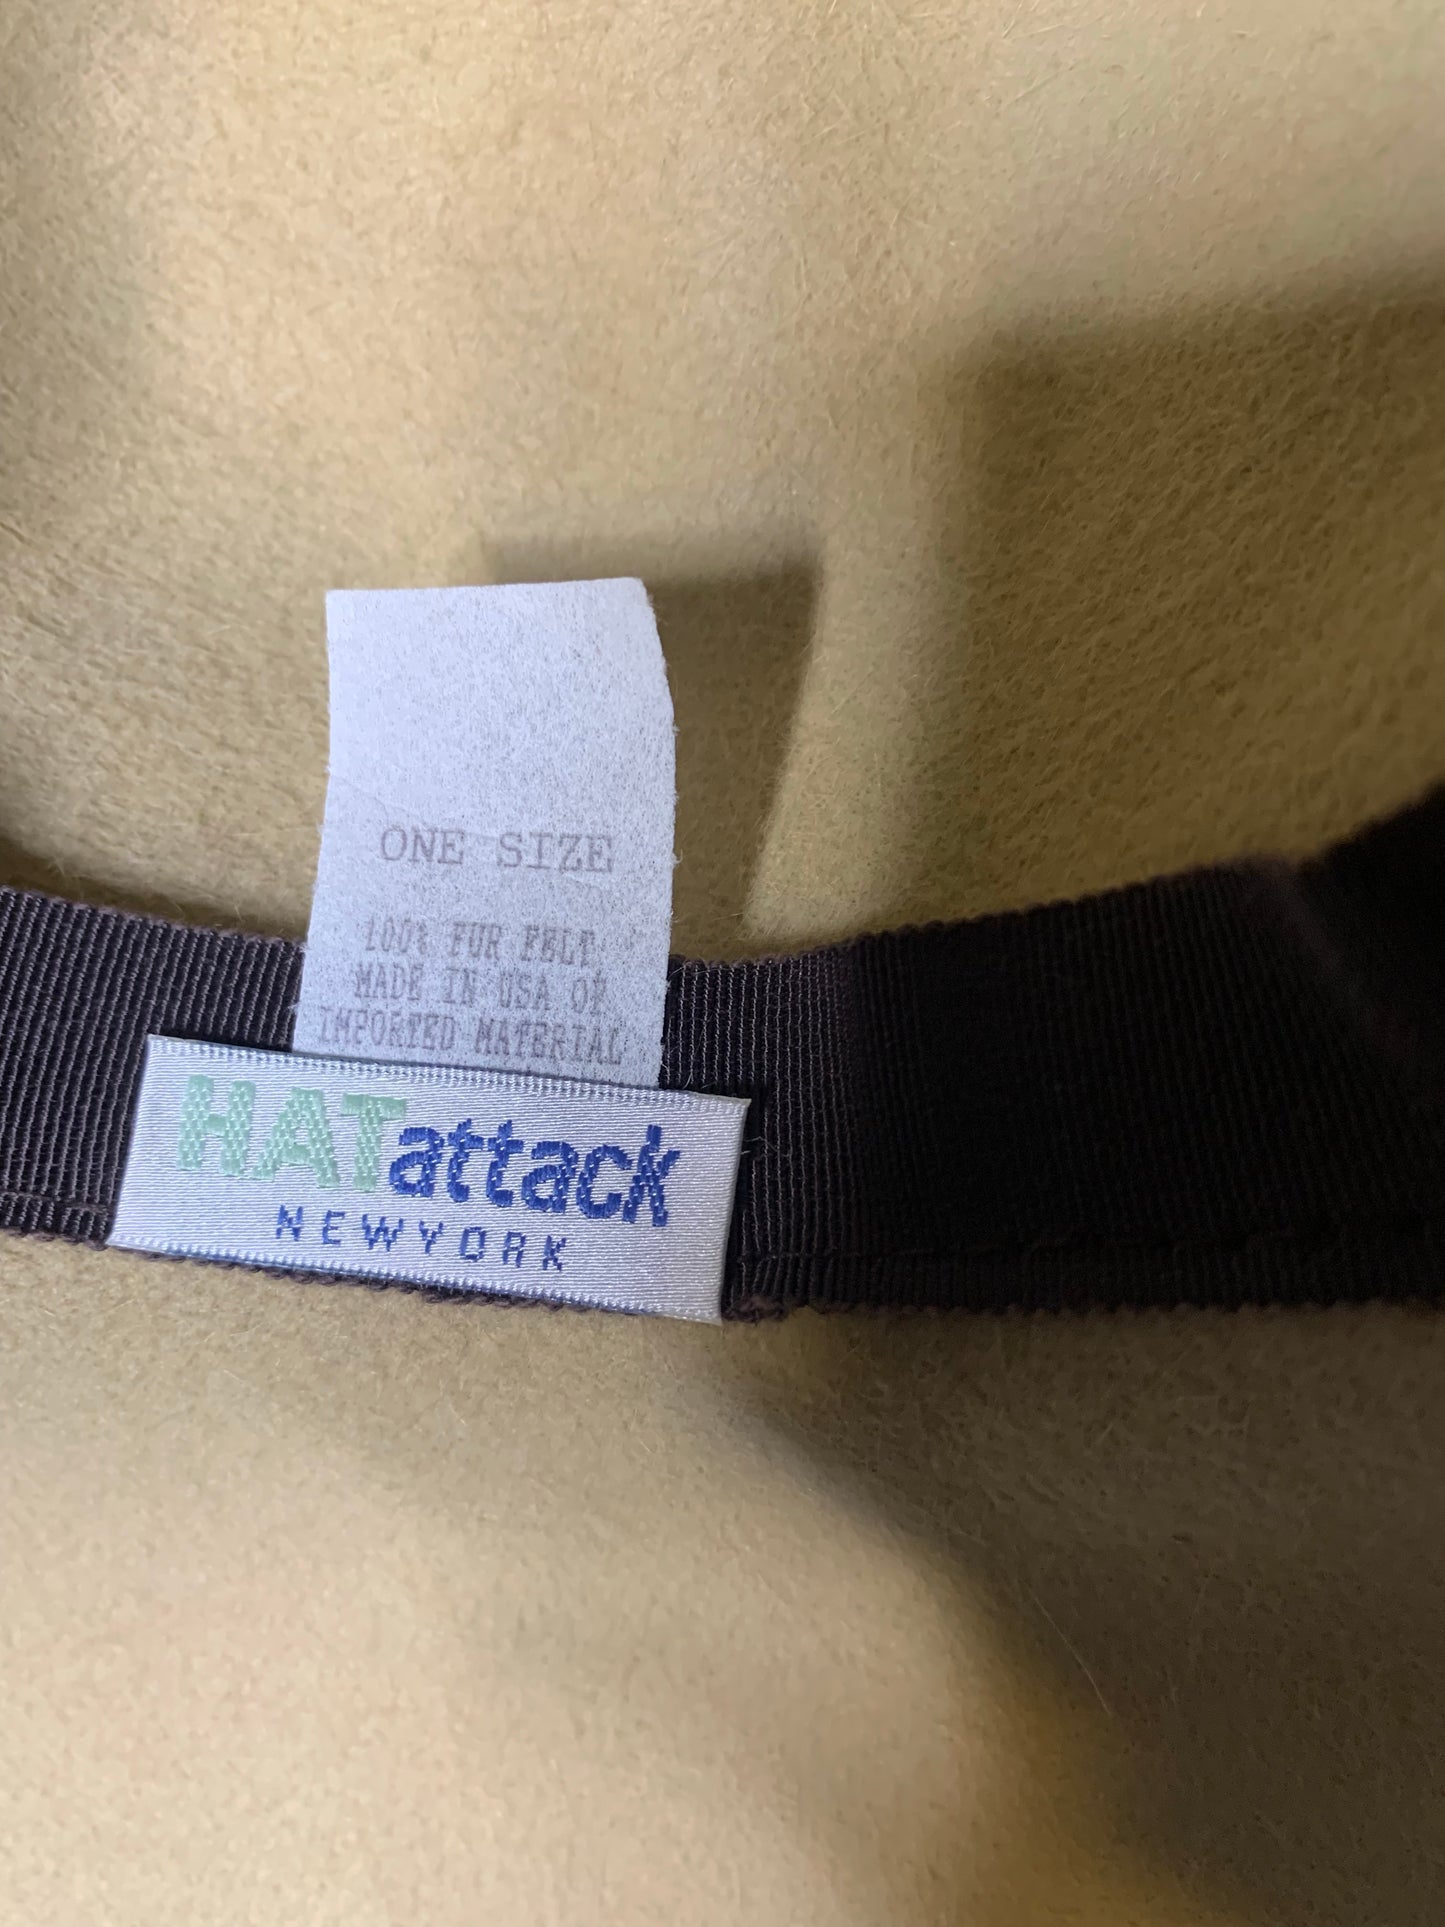 ONE SIZE
100% FUR FELT
MADE IN USA OF
IMPORTED MATERIAL
HATattack
NEWYORK